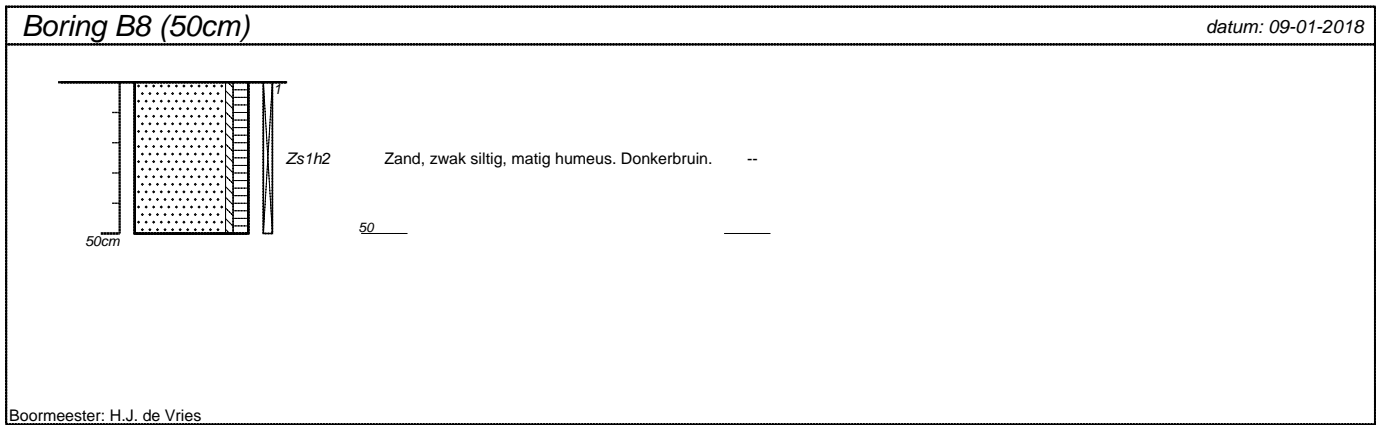 Boring B8 (50cm)
datum: 09-01-2018
1
Zs1h2 Zand, zwak siltig, matig humeus. Donkerbruin. --
50cm 50
Boormeester: H.J. de Vries